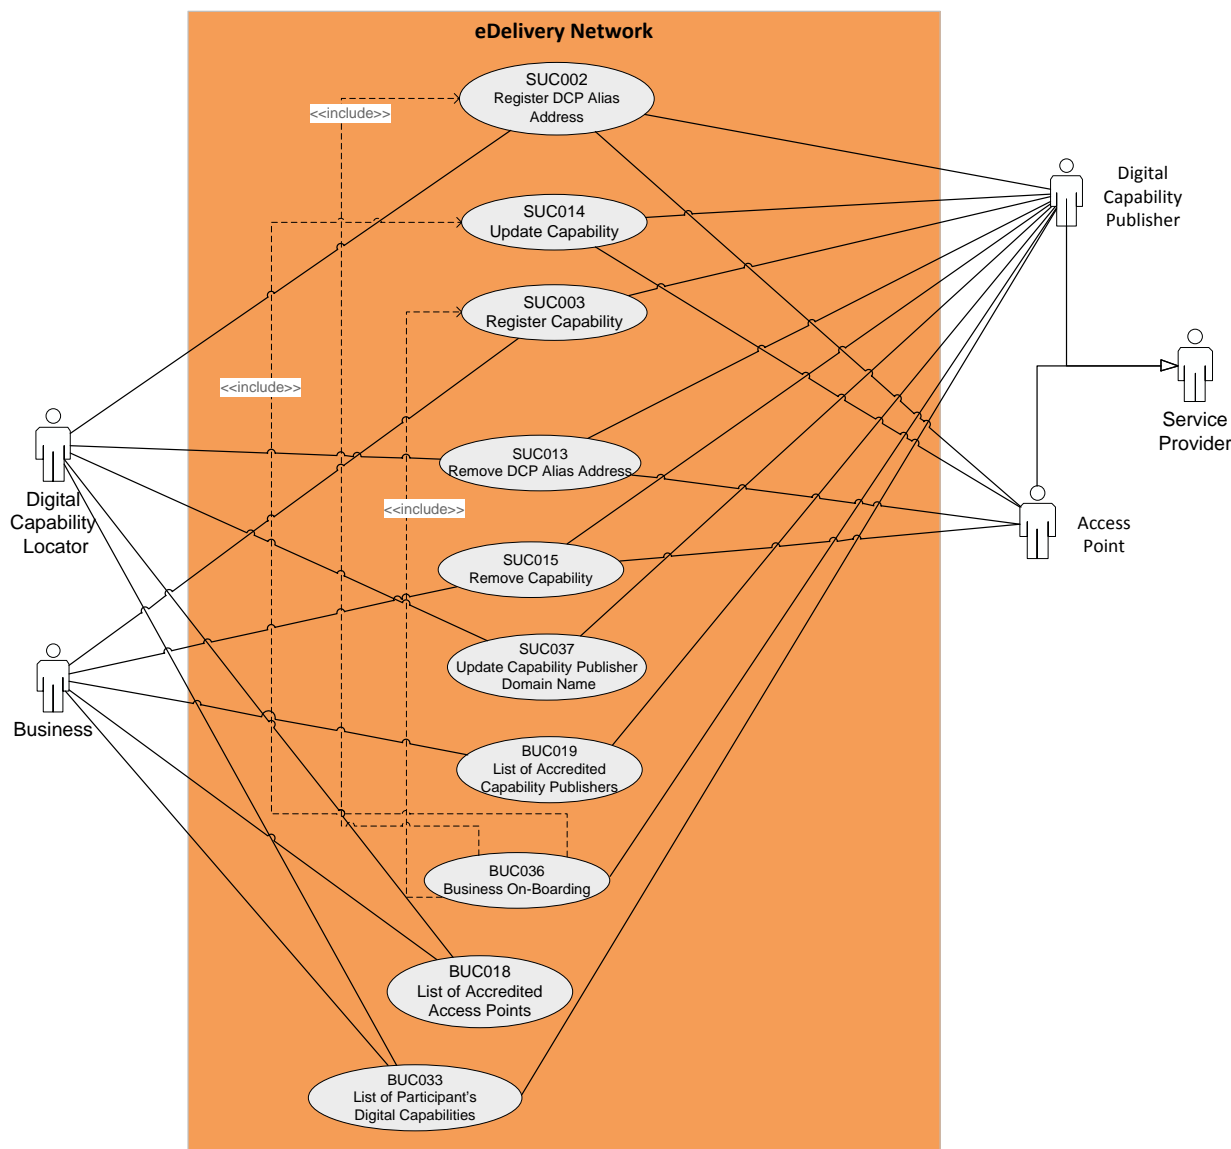 eDelivery Network
SUC002
Register DCP Alias
Address
<<include>>
SUC014
Update Capability
SUC003
Register Capability
<<include>>
SUC013
Remove DCP Alias Address
<<include>>
SUC015
Remove Capability
SUC037
Update Capability Publisher
Domain Name
BUC019
List of Accredited
Capability Publishers
BUC036
Business On-Boarding
BUC018
List of Accredited
Access Points
BUC033
List of Participant's
Digital Capabilities
Digital
Capability
Locator
Business
Digital
Capability
Publisher
Service
Provider
Access
Point